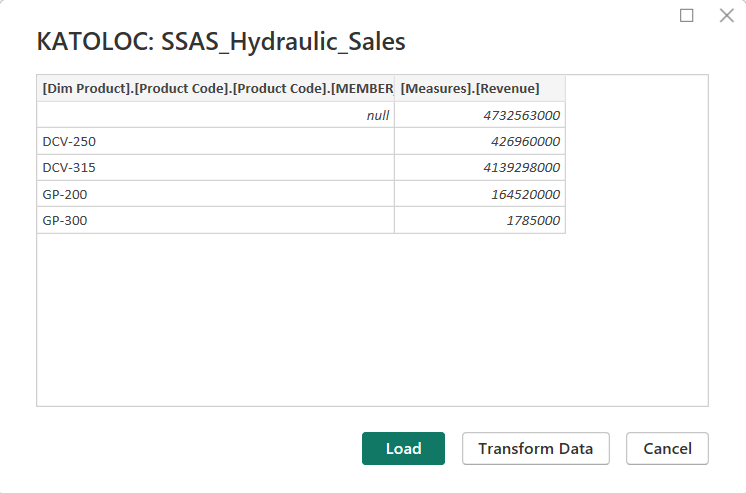 KATOLOC: SSAS_Hydraulic_Sales
[Dim Product].[Product Code].[Product Code].[MEMBER [Measures].[Revenue]
null 4732563000
DCV-250 426960000
DCV-315 4139298000
GP-200 164520000
GP-300 1785000
Load Transform Data Cancel